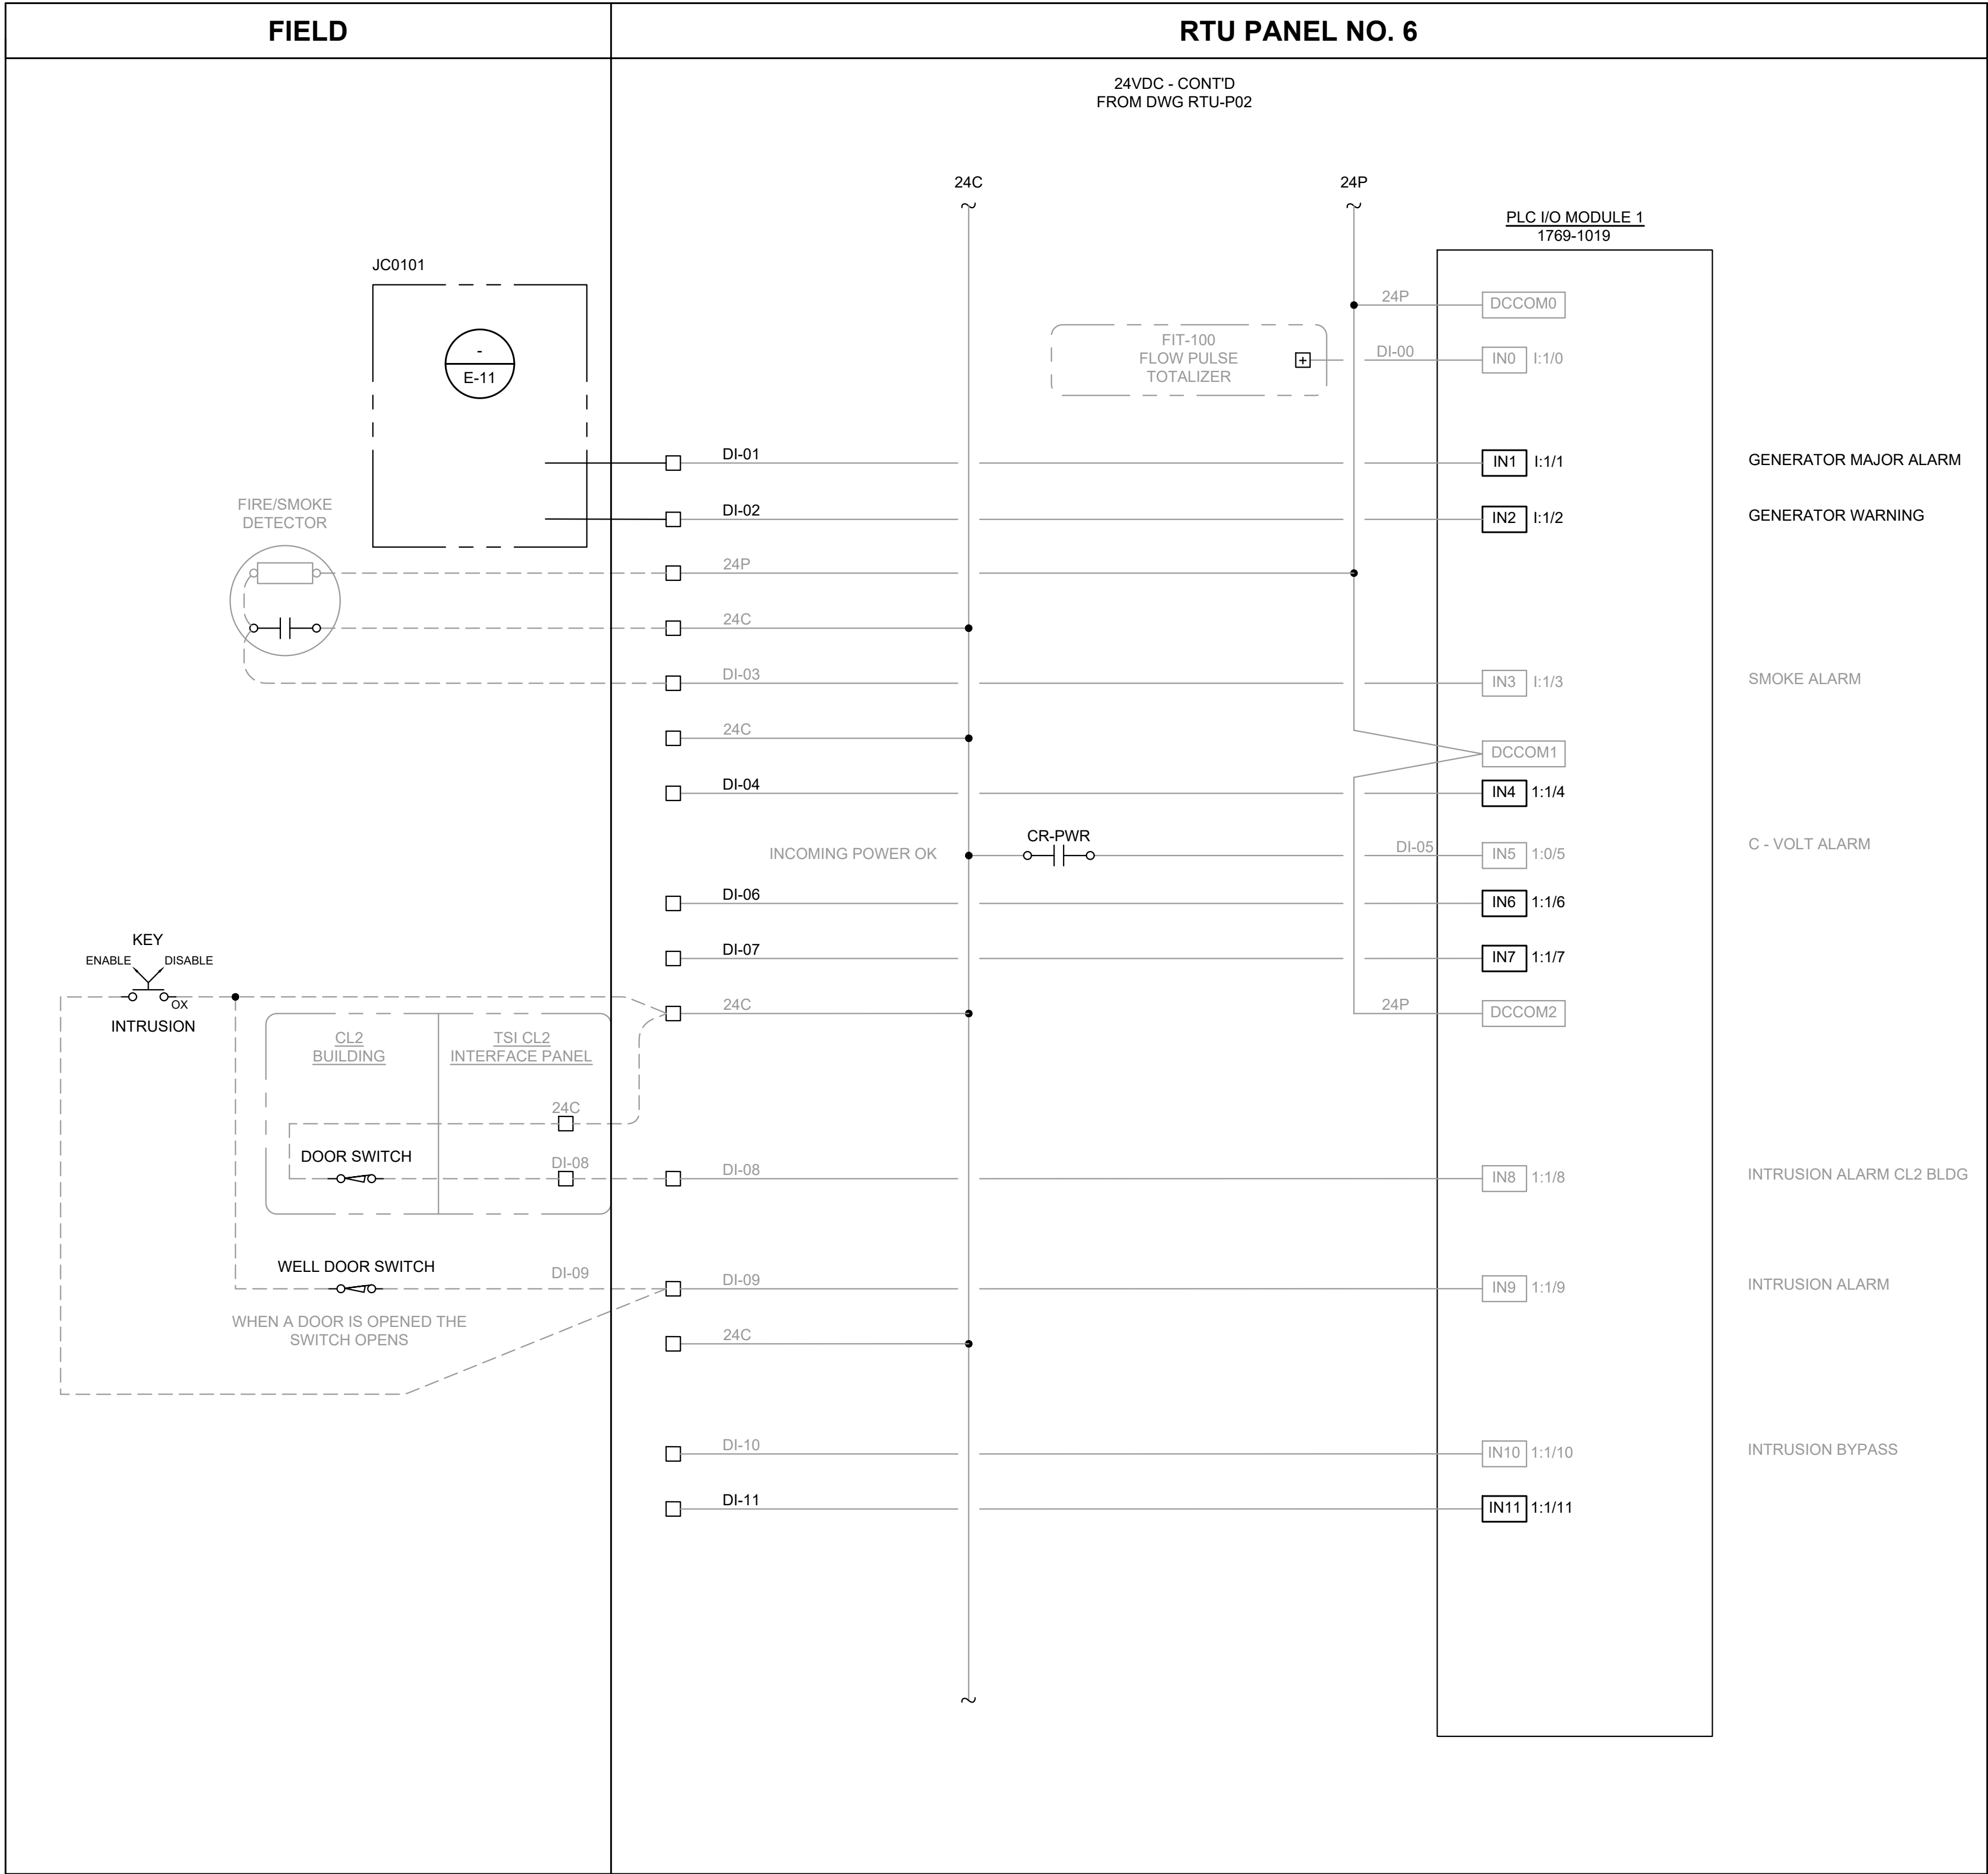 FIELD
RTU PANEL NO. 6
24VDC - CONT'D
FROM DWG RTU-P02
24C
24P
PLC I/O MODULE 1
1769-1019
JC0101
-
E-11
24P
DCCOM0
FIT-100
FLOW PULSE
TOTALIZER
+
DI-00
IN0 I:1/0
DI-01
IN1 I:1/1
GENERATOR MAJOR ALARM
FIRE/SMOKE
DETECTOR
DI-02
IN2 I:1/2
GENERATOR WARNING
24P
24C
DI-03
IN3 I:1/3
SMOKE ALARM
24C
DCCOM1
DI-04
IN4 1:1/4
INCOMING POWER OK
CR-PWR
DI-05
IN5 1:0/5
C - VOLT ALARM
DI-06
IN6 1:1/6
KEY
ENABLE
DISABLE
OX
INTRUSION
DI-07
IN7 1:1/7
24C
24P
DCCOM2
CL2
BUILDING
TSI CL2
INTERFACE PANEL
24C
DOOR SWITCH
DI-08
DI-08
IN8 1:1/8
INTRUSION ALARM CL2 BLDG
WELL DOOR SWITCH
DI-09
DI-09
IN9 1:1/9
INTRUSION ALARM
WHEN A DOOR IS OPENED THE
SWITCH OPENS
24C
DI-10
IN10 1:1/10
INTRUSION BYPASS
DI-11
IN11 1:1/11